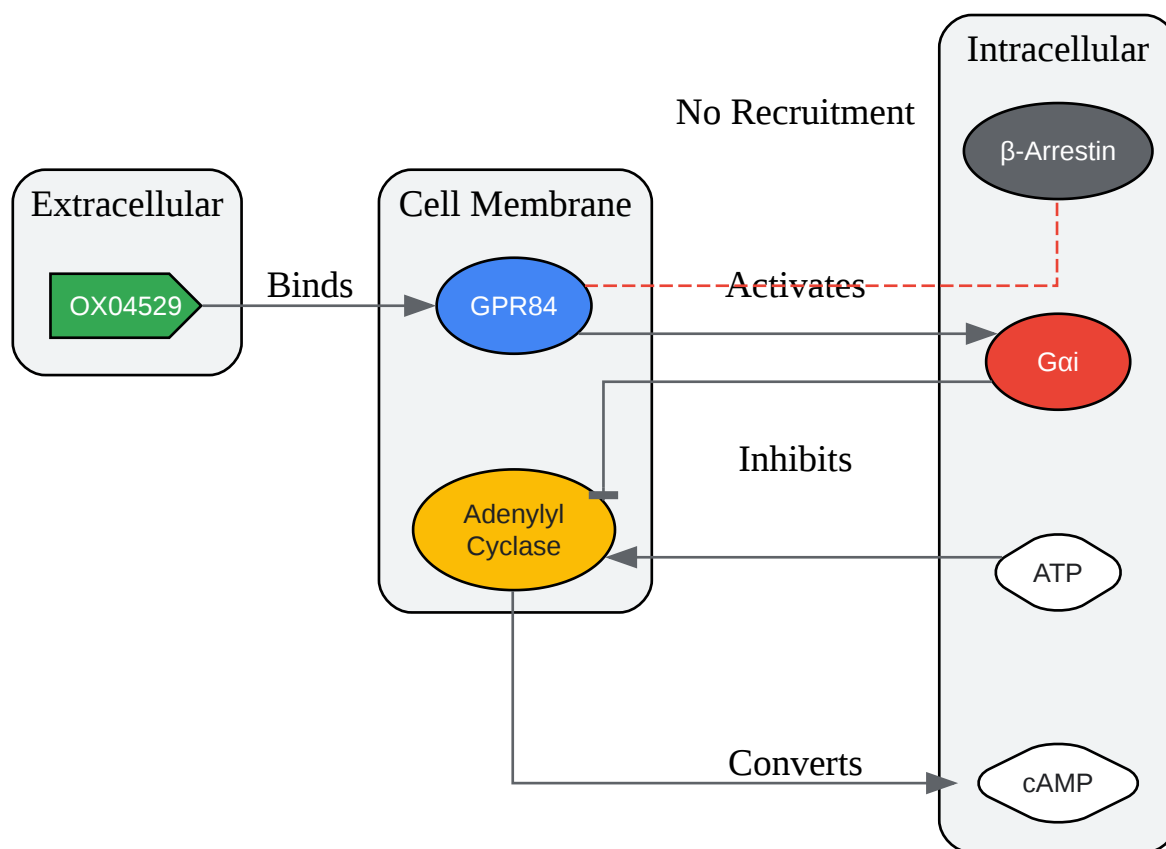 Intracellular
No Recruitment
β-Arrestin
Extracellular
Cell Membrane
OX04529
Binds
GPR84
Activates
Gαi
Inhibits
Adenylyl
Cyclase
ATP
Converts
cAMP